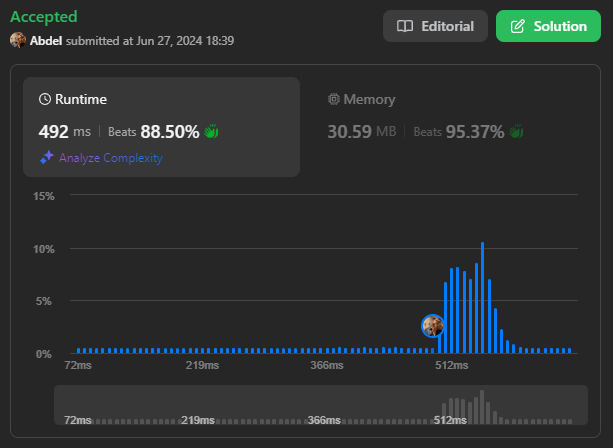 Accepted
Abdel submitted at Jun 27, 2024 18:39
Editorial
Solution
Runtime
492 ms | Beats 88.50%
Analyze Complexity
Memory
30.59 MB | Beats 95.37%
15%
10%
5%
0%
72ms 219ms 366ms 512ms
72ms 219ms 366ms 512ms